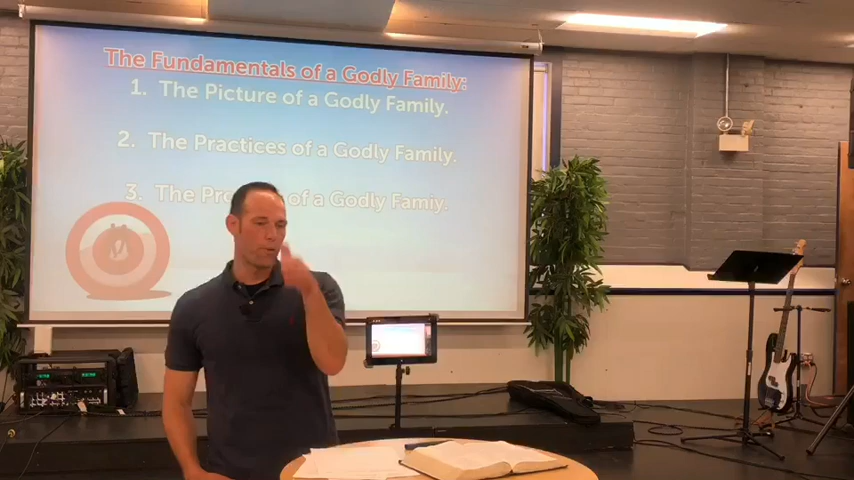 The Fundamentals of a Godly Family:
1. The Picture of a Godly Family.
2. The Practices of a Godly Family.
3. The Pro of a Godly Famiy.